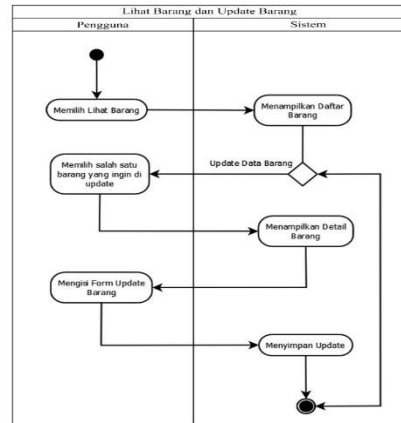 Lihat Barang dan Update Barang
Pengguna
Sistem
Memilih Lihat Barang
Menampilkan Daftar
Barang
Update Data Barang
Memilih salah satu
barang yang ingin di
update
Menampilkan Detail
Barang
Mengisi Form Update
Barang
Menyimpan Update